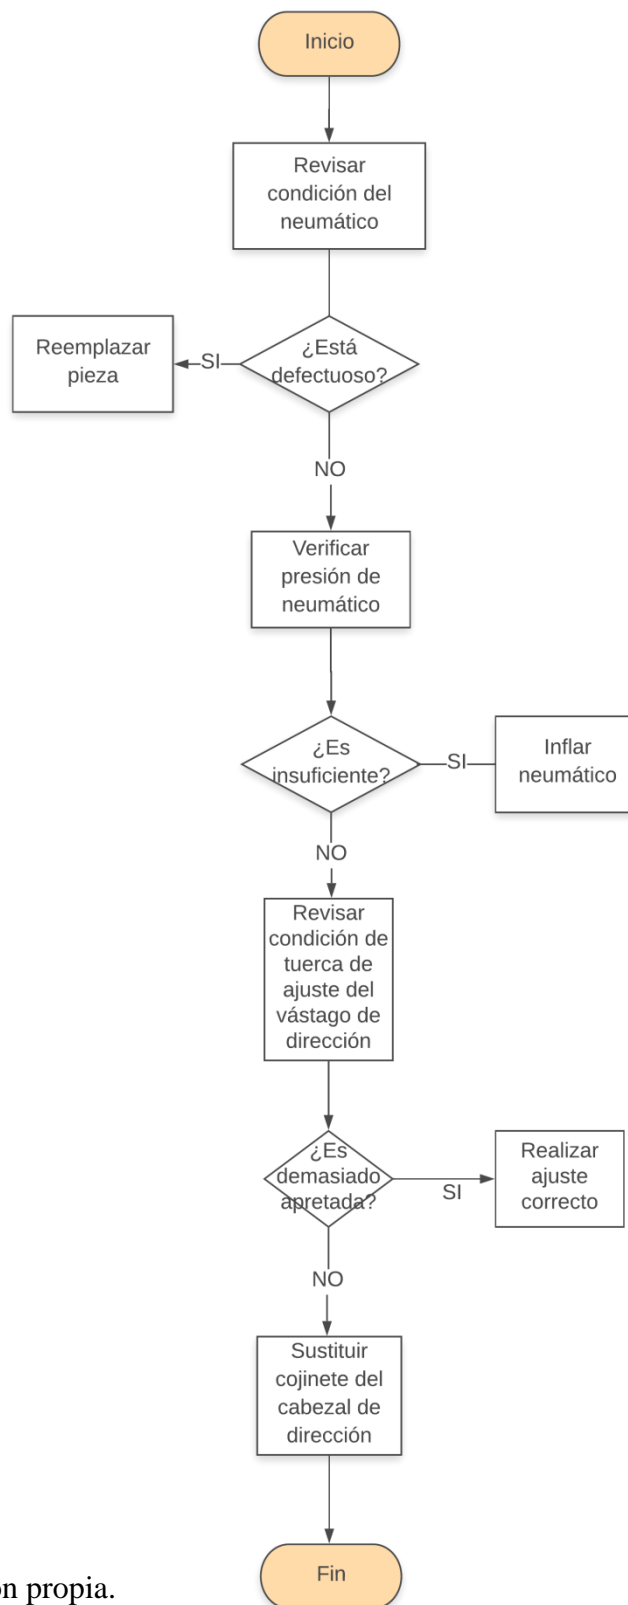 Inicio
Revisar
condición del
neumático
¿Está
defectuoso?
SI
Reemplazar
pieza
NO
Verificar
presión de
neumático
¿Es
insuficiente?
SI
Inflar
neumático
NO
Revisar
condición de
tuerca de
ajuste del
vástago de
dirección
¿Es
demasiado
apretada?
SI
Realizar
ajuste
correcto
NO
Sustituir
cojinete del
cabezal de
dirección
Fin
propia.